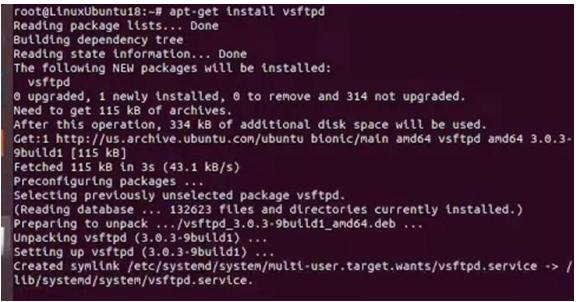 root@LinuxUbuntu18:~# apt-get install vsftpd
Reading package lists... Done
Building dependency tree
Reading state information... Done
The following NEW packages will be installed:
  vsftpd
0 upgraded, 1 newly installed, 0 to remove and 314 not upgraded.
Need to get 115 kB of archives.
After this operation, 334 kB of additional disk space will be used.
Get:1 http://us.archive.ubuntu.com/ubuntu bionic/main amd64 vsftpd amd64 3.0.3-
9build1 [115 kB]
Fetched 115 kB in 3s (43.1 kB/s)
Preconfiguring packages ...
Selecting previously unselected package vsftpd.
(Reading database ... 132623 files and directories currently installed.)
Preparing to unpack .../vsftpd_3.0.3-9build1_amd64.deb ...
Unpacking vsftpd (3.0.3-9build1) ...
Setting up vsftpd (3.0.3-9build1) ...
Created symlink /etc/systemd/system/multi-user.target.wants/vsftpd.service -> /
lib/systemd/system/vsftpd.service.